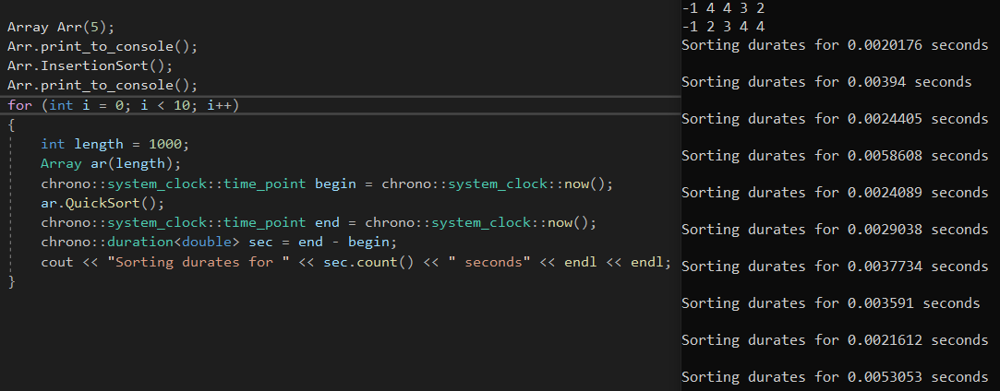 Array Arr(5);
Arr.print_to_console();
Arr.InsertionSort();
Arr.print_to_console();
for (int i = 0; i < 10; i++)
{
    int length = 1000;
    Array ar(length);
    chrono::system_clock::time_point begin = chrono::system_clock::now();
    ar.QuickSort();
    chrono::system_clock::time_point end = chrono::system_clock::now();
    chrono::duration<double> sec = end - begin;
    cout << "Sorting durates for " << sec.count() << " seconds" << endl << endl;
}
-1 4 4 3 2
-1 2 3 4 4
Sorting durates for 0.0020176 seconds
Sorting durates for 0.00394 seconds
Sorting durates for 0.0024405 seconds
Sorting durates for 0.0058608 seconds
Sorting durates for 0.0024089 seconds
Sorting durates for 0.0029038 seconds
Sorting durates for 0.0037734 seconds
Sorting durates for 0.003591 seconds
Sorting durates for 0.0021612 seconds
Sorting durates for 0.0053053 seconds